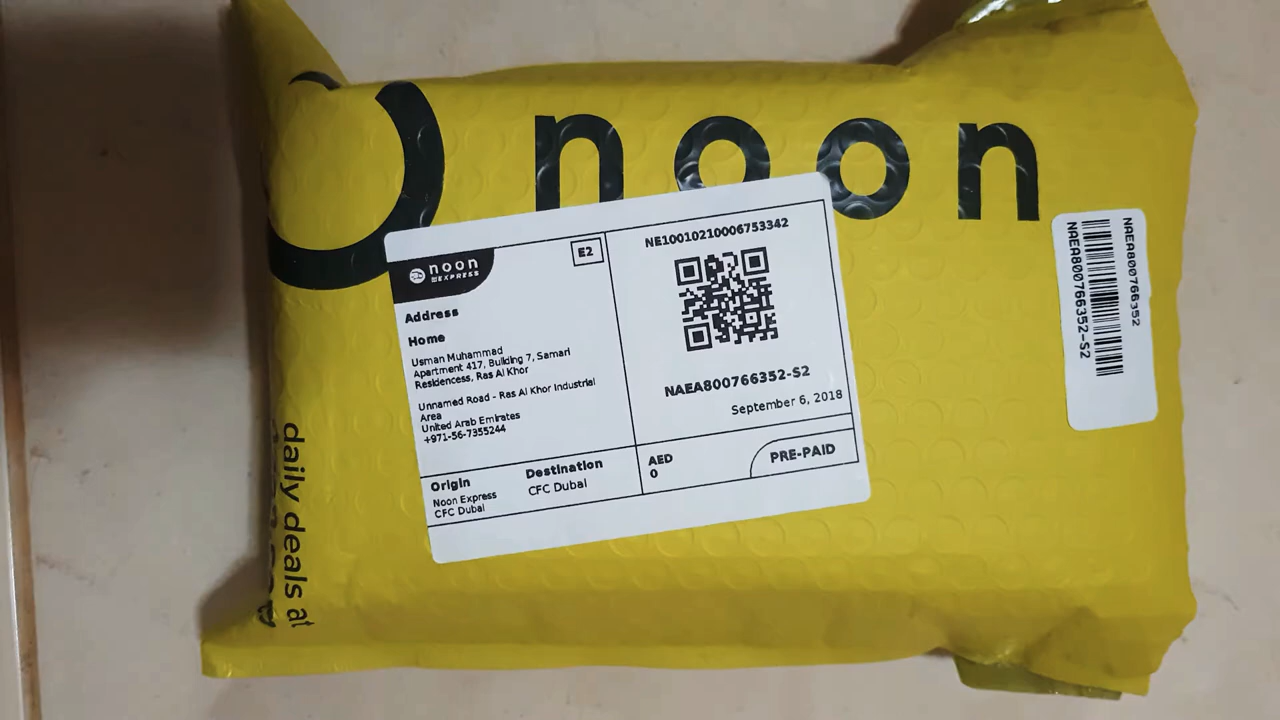 noon
noon
EXPRESS
E2
Address
Home
Usman Muhammad
Apartment 417, Building 7, Samari
Residencess, Ras Al Khor
Unnamed Road - Ras Al Khor Industrial
Area
United Arab Emirates
+971-56-7355244
Origin
Noon Express
CFC Dubai
Destination
CFC Dubai
NE10010210006753342
NAEA800766352-S2
September 6, 2018
AED
0
PRE-PAID
NAEA800766352
NAEA800766352-S2
daily deals at